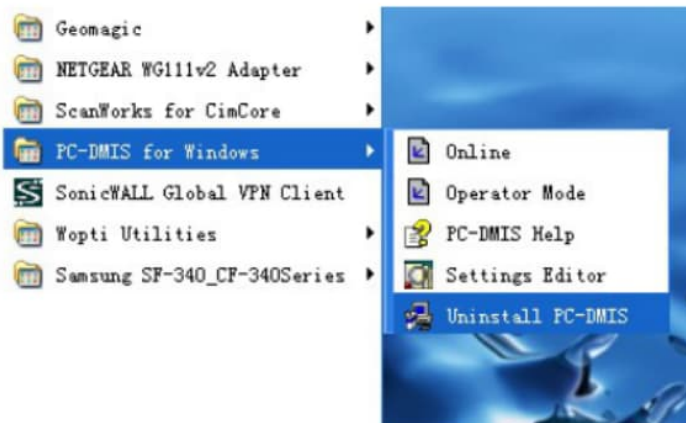 Geomagic
NETGEAR WG111v2 Adapter
ScanWorks for CimCore
PC-DMIS for Windows
SonicWALL Global VPN Client
Wopti Utilities
Samsung SF-340_CF-340Series
Online
Operator Mode
PC-DMIS Help
Settings Editor
Uninstall PC-DMIS